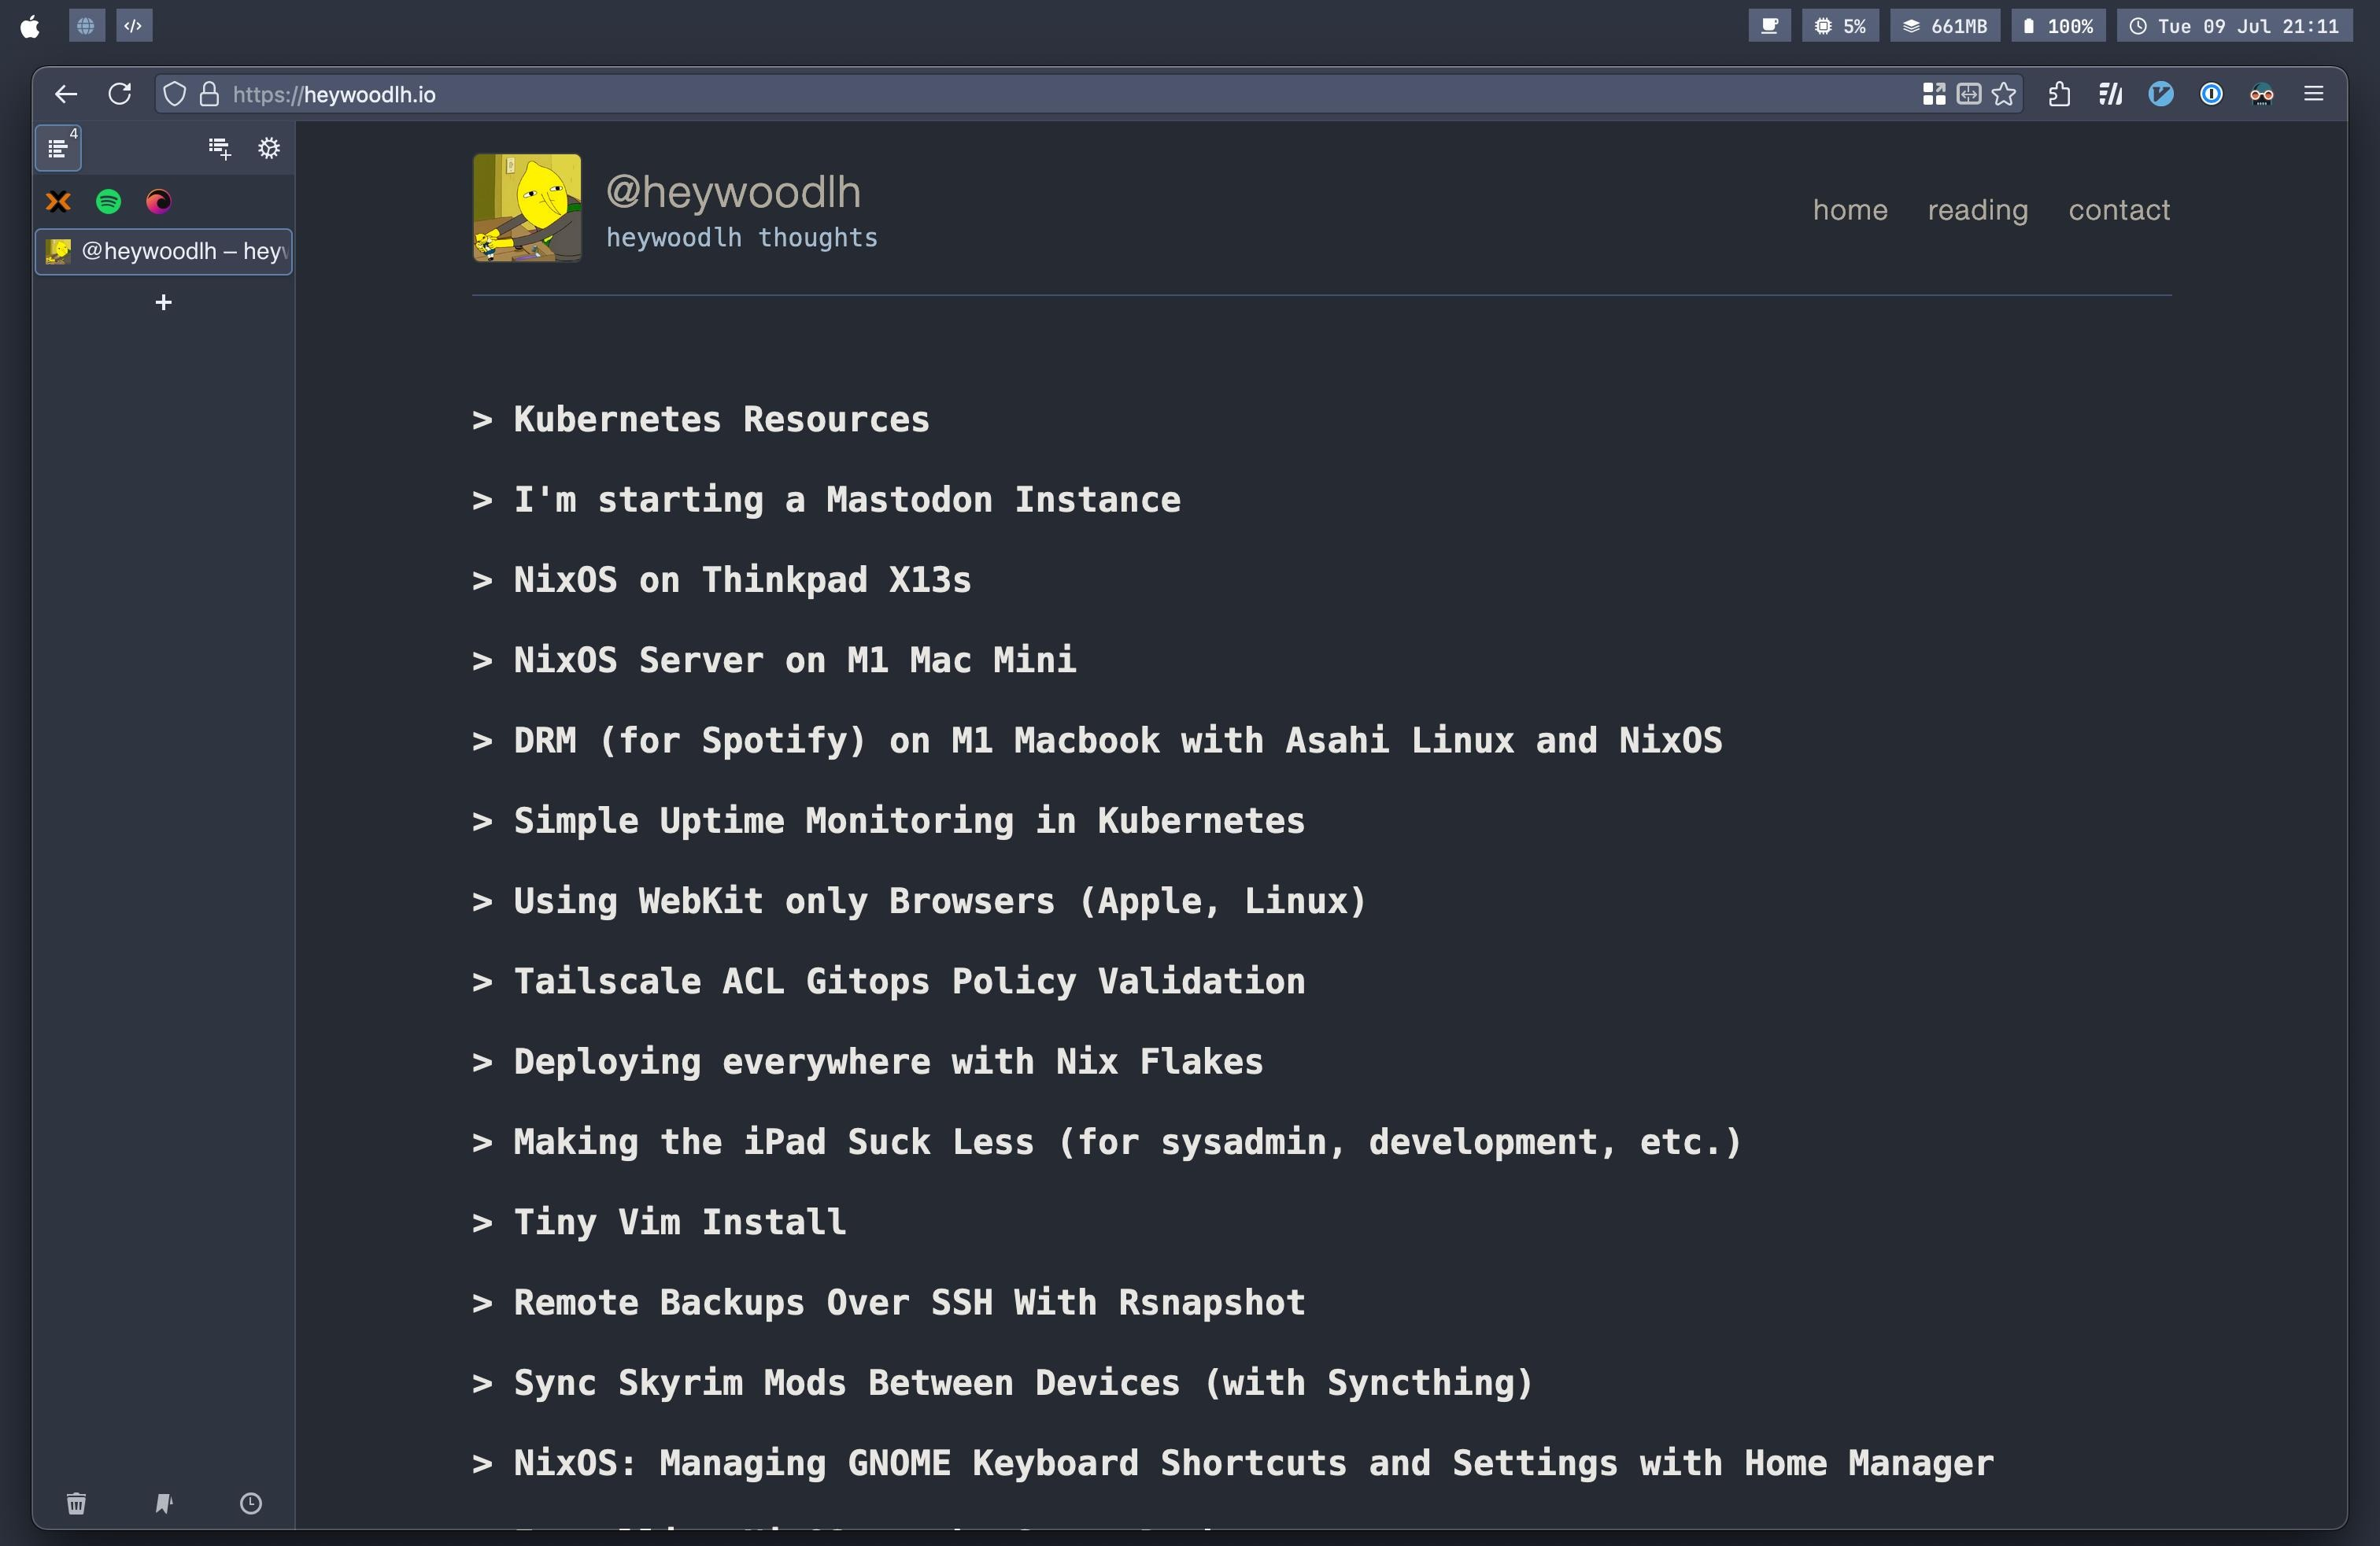 5%
661MB
100%
Tue 09 Jul 21:11
https://heywoodlh.io
4
@heywoodlh – hey
@heywoodlh
heywoodlh thoughts
home reading contact
> Kubernetes Resources
> I'm starting a Mastodon Instance
> NixOS on Thinkpad X13s
> NixOS Server on M1 Mac Mini
> DRM (for Spotify) on M1 Macbook with Asahi Linux and NixOS
> Simple Uptime Monitoring in Kubernetes
> Using WebKit only Browsers (Apple, Linux)
> Tailscale ACL Gitops Policy Validation
> Deploying everywhere with Nix Flakes
> Making the iPad Suck Less (for sysadmin, development, etc.)
> Tiny Vim Install
> Remote Backups Over SSH With Rsnapshot
> Sync Skyrim Mods Between Devices (with Syncthing)
> NixOS: Managing GNOME Keyboard Shortcuts and Settings with Home Manager